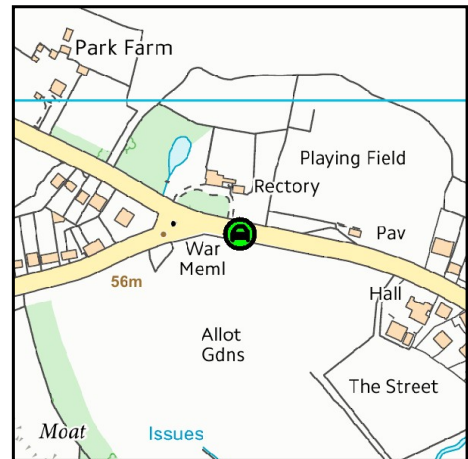 Park Farm
Playing Field
Rectory
War
Meml
Pav
56m
Hall
Allot
Gdns
The Street
Moat
Issues